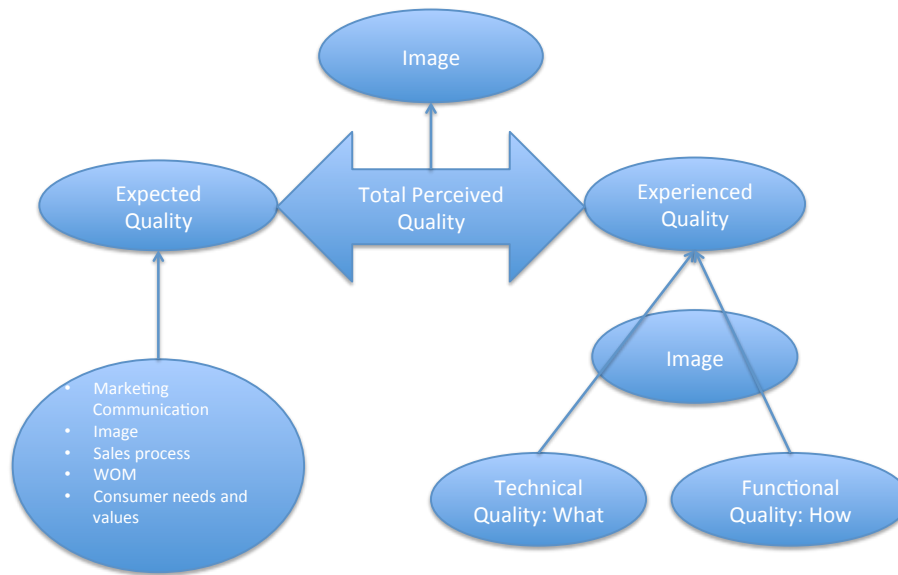 Image
Expected
Quality
Total Perceived
Quality
Experienced
Quality
Image
• Marketing
Communication
• Image
• Sales process
• WOM
• Consumer needs and
values
Technical
Quality: What
Functional
Quality: How